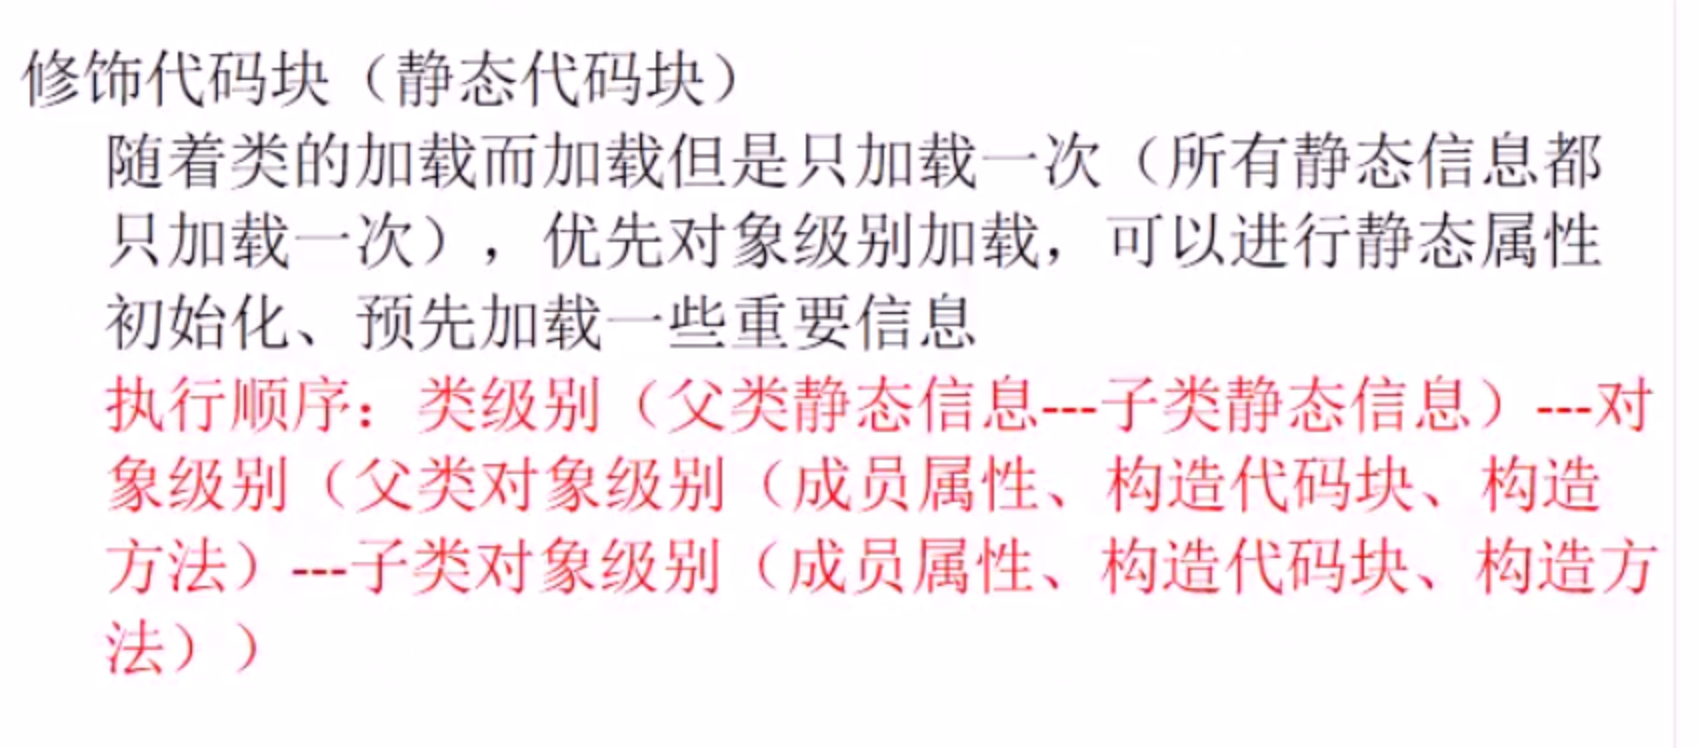 修饰代码块（静态代码块）
随着类的加载而加载但是只加载一次（所有静态信息都
只加载一次），优先对象级别加载，可以进行静态属性
初始化、预先加载一些重要信息
执行顺序：类级别（父类静态信息---子类静态信息）---对
象级别（父类对象级别（成员属性、构造代码块、构造
方法）---子类对象级别（成员属性、构造代码块、构造方
法））